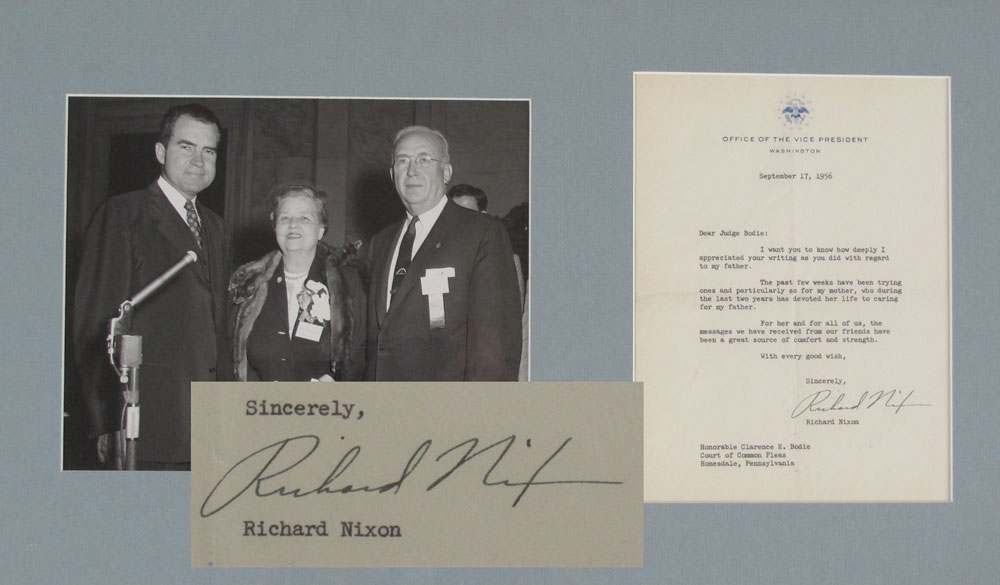 OFFICE OF THE VICE PRESIDENT
WASHINGTON
September 17, 1956
Dear Judge Bodie:
I want you to know how deeply I
appreciated your writing as you did with regard
to my father.
The past few weeks have been trying
ones and particularly so for my mother, who during
the last two years has devoted her life to caring
for my father.
For her and for all of us, the
messages we have received from our friends have
been a great source of comfort and strength.
With every good wish,
Sincerely,
Richard Nixon
Richard Nixon
Honorable Clarence E. Bodie
Court of Common Pleas
Honesdale, Pennsylvania
Sincerely,
Richard Nixon
Richard Nixon